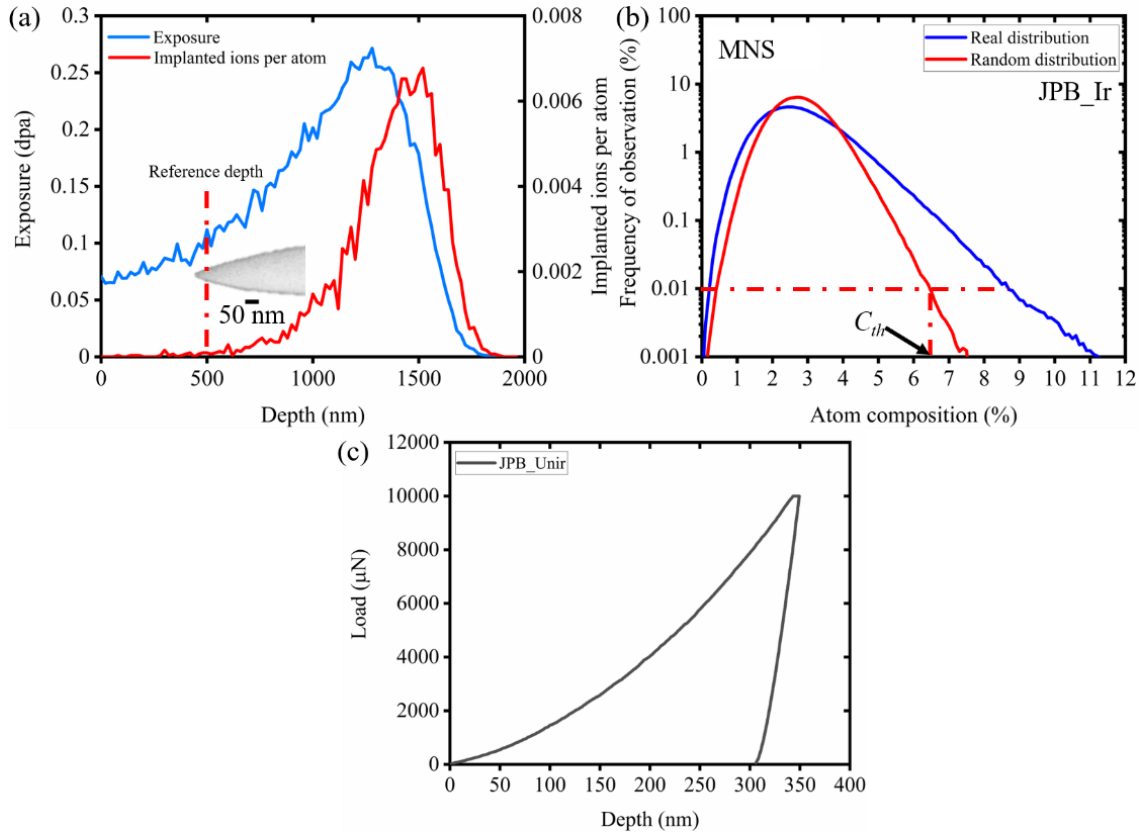 (a)
Exposure
Implanted ions per atom
Reference depth
50 nm
0.3
0.25
0.2
0.15
0.1
0.05
0
Exposure (dpa)
0.008
0.006
0.004
0.002
0
Implanted ions per atom
0 500 1000 1500 2000
Depth (nm)
(b)
MNS
Real distribution
Random distribution
JPB_Ir
C_th
100
10
1
0.1
0.01
0.001
Frequency of observation (%)
0 1 2 3 4 5 6 7 8 9 10 11 12
Atom composition (%)
(c)
JPB_Unir
12000
10000
8000
6000
4000
2000
0
Load (μN)
0 50 100 150 200 250 300 350 400
Depth (nm)